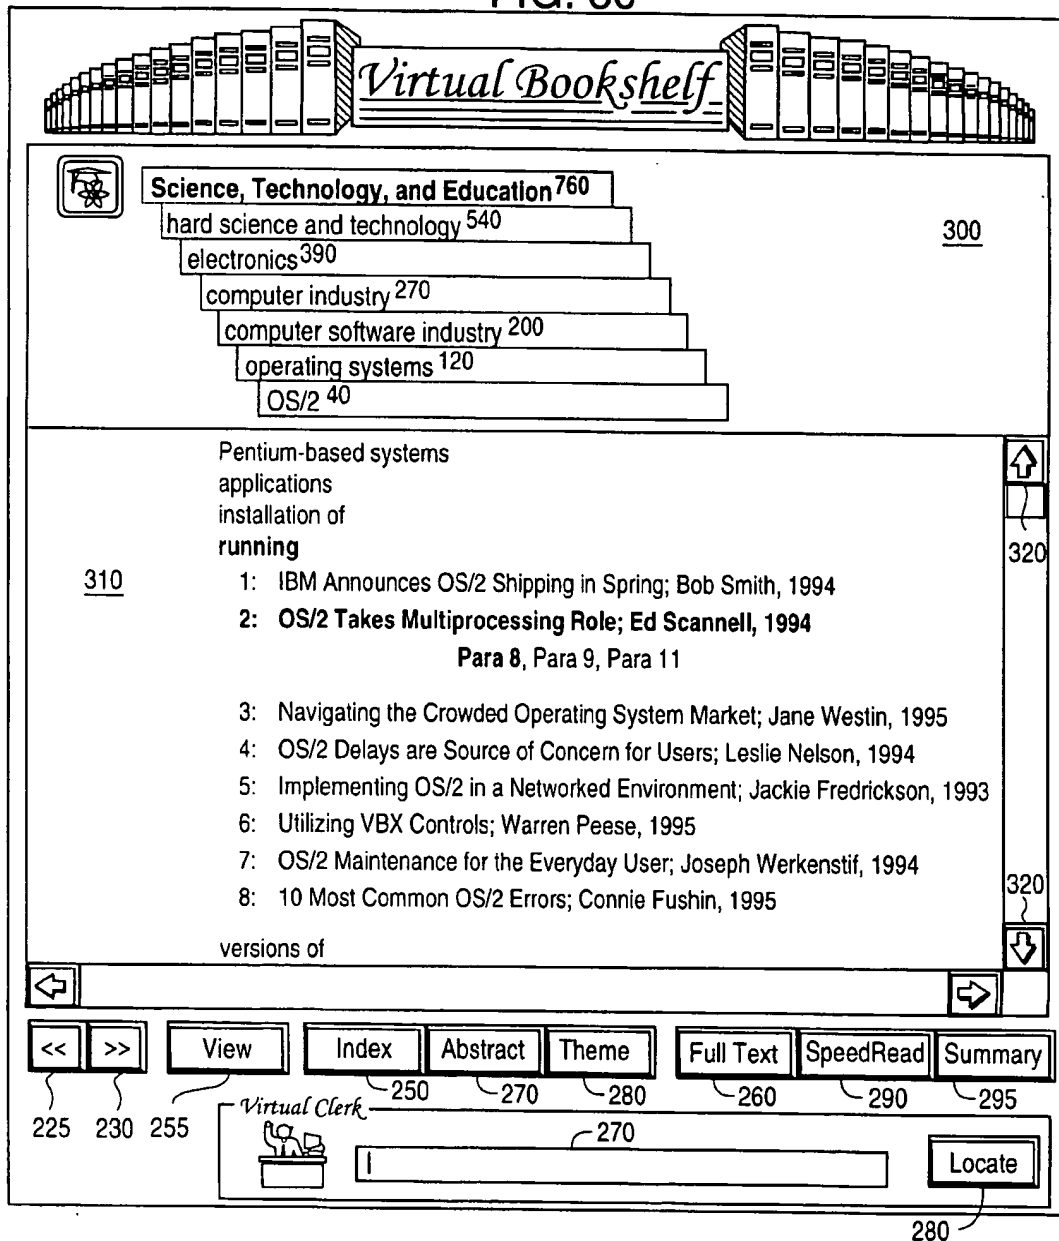 Virtual Bookshelf
Science, Technology, and Education 760
hard science and technology 540
300
electronics 390
computer industry 270
computer software industry 200
operating systems 120
OS/2 40
Pentium-based systems
applications
installation of
running
320
310
1: IBM Announces OS/2 Shipping in Spring; Bob Smith, 1994
2: OS/2 Takes Multiprocessing Role; Ed Scannell, 1994
Para 8, Para 9, Para 11
3: Navigating the Crowded Operating System Market; Jane Westin, 1995
4: OS/2 Delays are Source of Concern for Users; Leslie Nelson, 1994
5: Implementing OS/2 in a Networked Environment; Jackie Fredrickson, 1993
6: Utilizing VBX Controls; Warren Peese, 1995
7: OS/2 Maintenance for the Everyday User; Joseph Werkenstif, 1994
8: 10 Most Common OS/2 Errors; Connie Fushin, 1995
320
versions of
<< >> View Index Abstract Theme Full Text SpeedRead Summary
250 270 280 260 290 295
225 230 255
Virtual Clerk
270
Locate
280